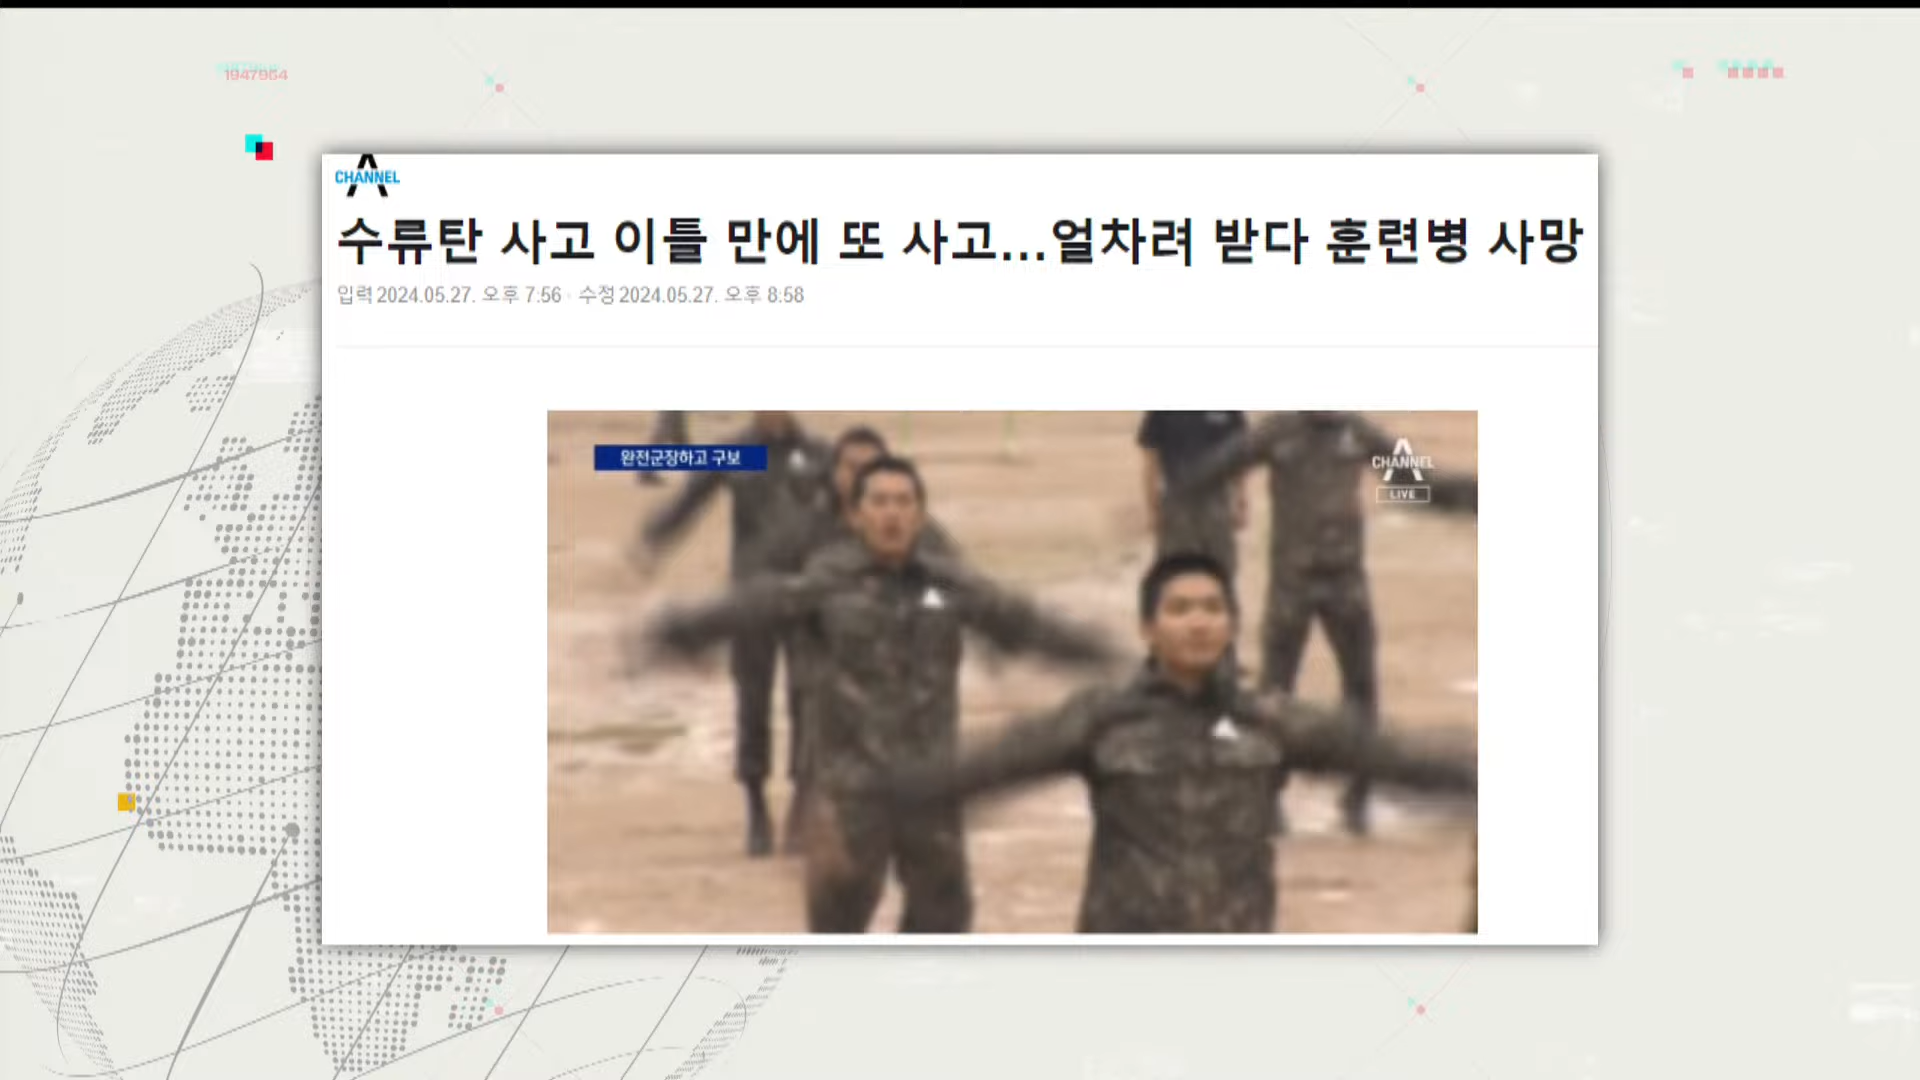 1947964
CHANNEL A
수류탄 사고 이틀 만에 또 사고...얼차려 받다 훈련병 사망
입력 2024.05.27. 오후 7:56 · 수정 2024.05.27. 오후 8:58
완전군장하고 구보
CHANNEL A
LIVE